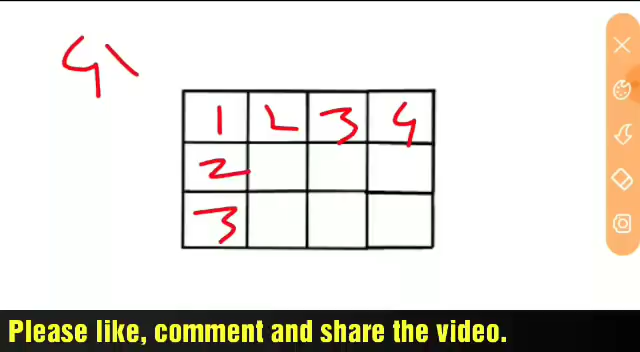 1 2 3 4
2
3
Please like, comment and share the video.